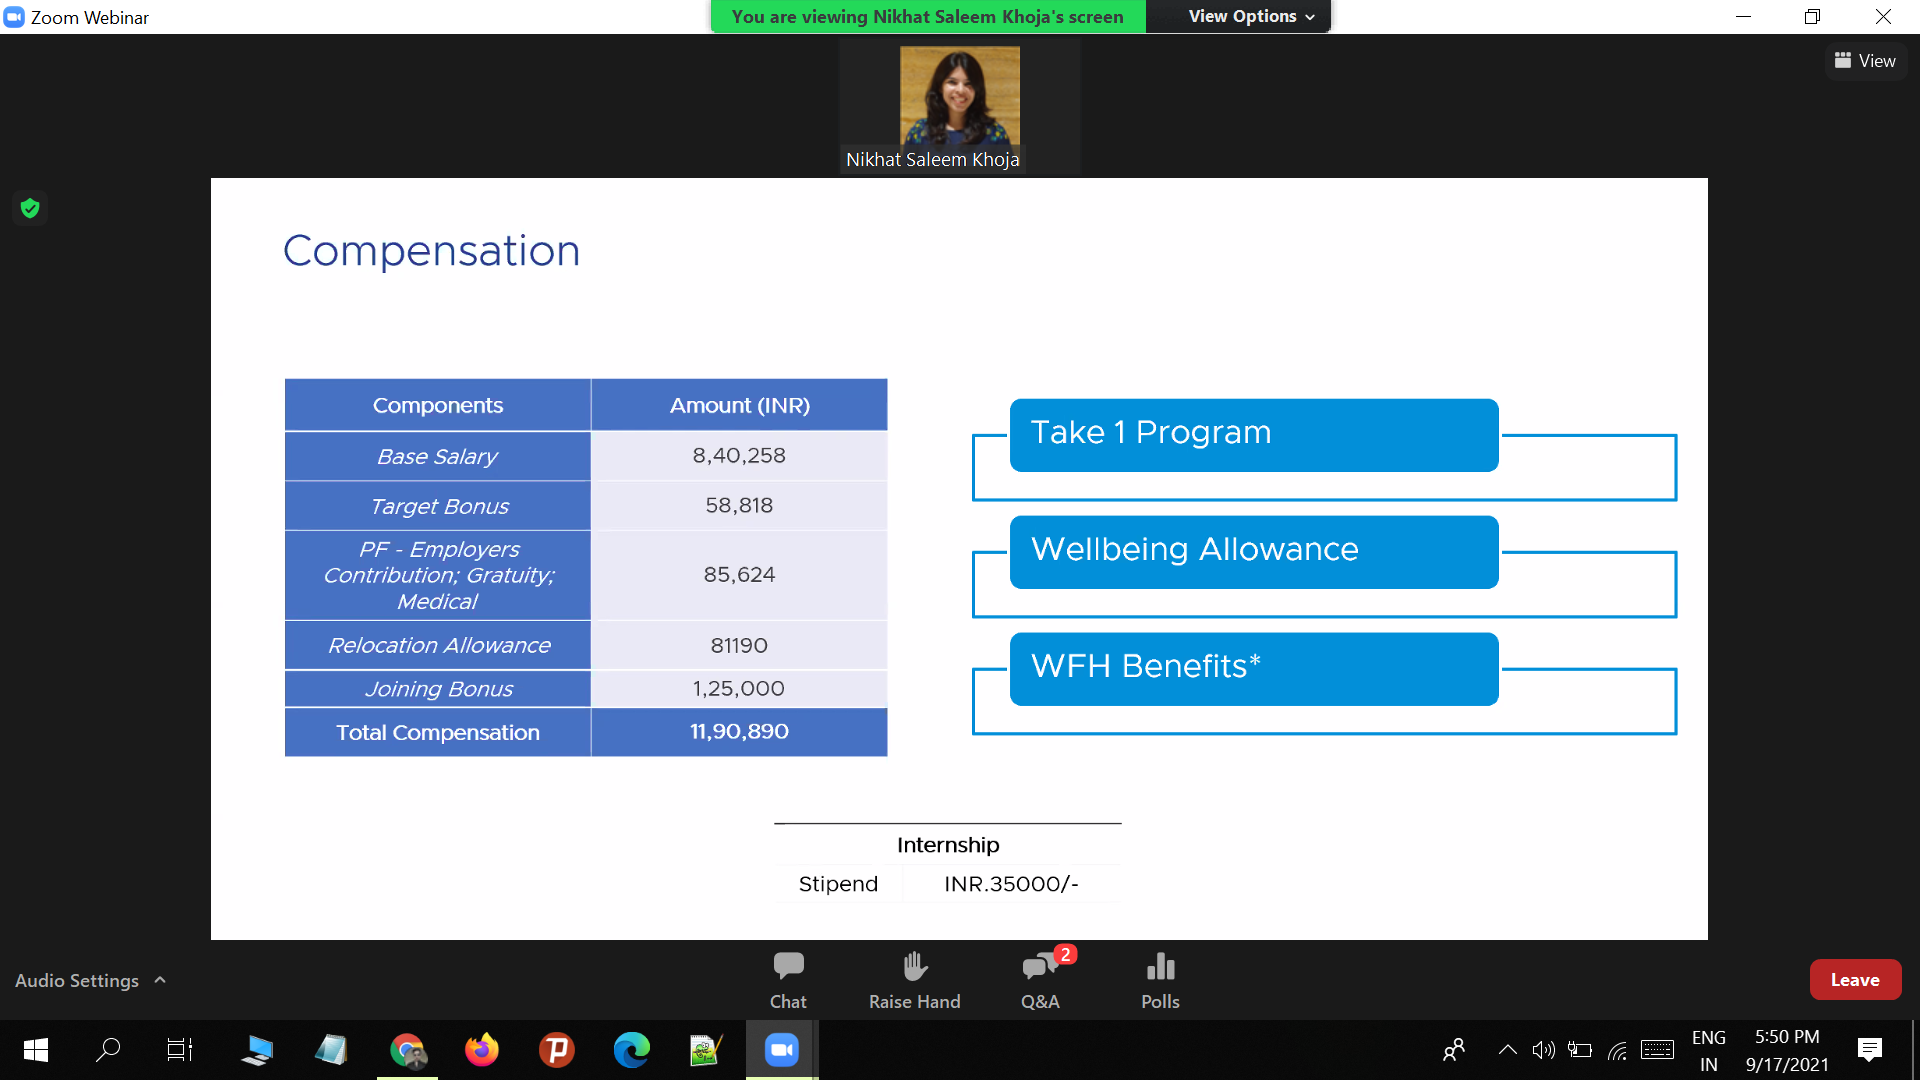 Zoom Webinar
You are viewing Nikhat Saleem Khoja's screen
View Options
View
Nikhat Saleem Khoja
Compensation
Components Amount (INR)
Base Salary 8,40,258
Target Bonus 58,818
PF - Employers
Contribution; Gratuity;
Medical
85,624
Relocation Allowance 81190
Joining Bonus 1,25,000
Total Compensation 11,90,890
Take 1 Program
Wellbeing Allowance
WFH Benefits*
Internship
Stipend INR.35000/-
Audio Settings
Chat
Raise Hand
2
Q&A
Polls
Leave
ENG
IN
5:50 PM
9/17/2021